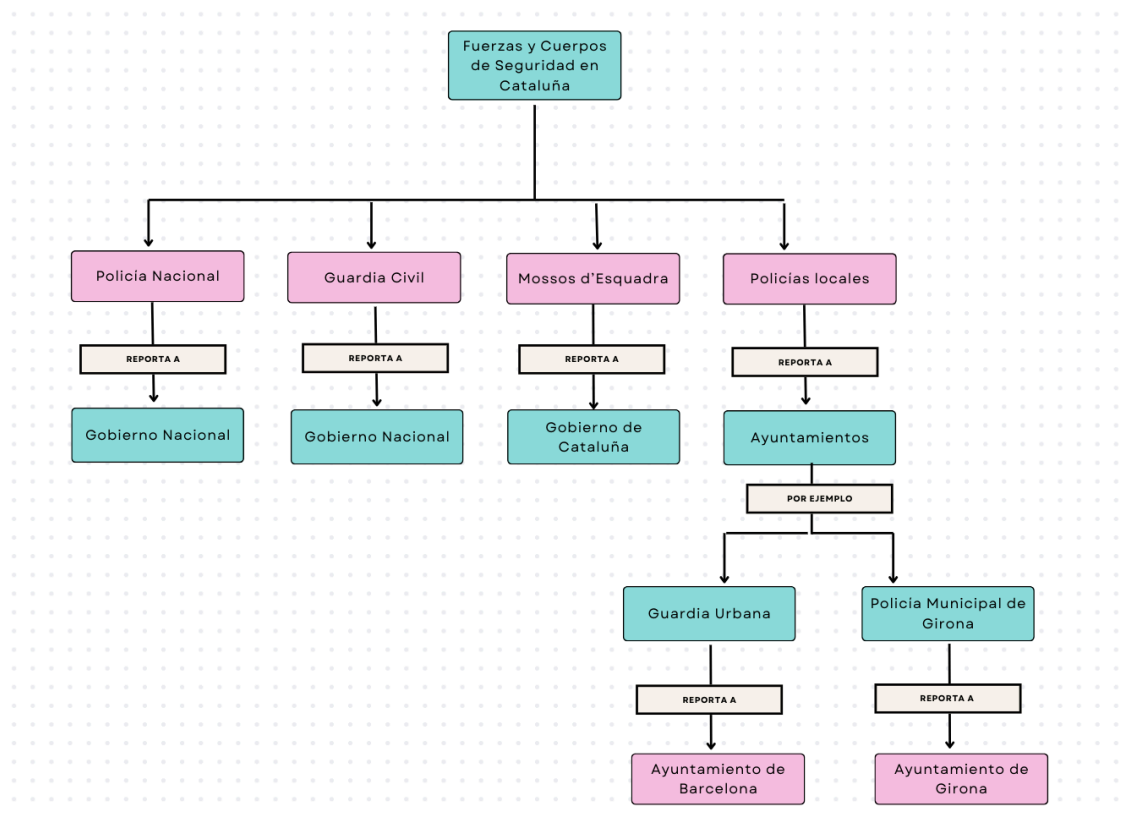 Fuerzas y Cuerpos
de Seguridad en
Cataluña
Policía Nacional
Guardia Civil
Mossos d'Esquadra
Policías locales
REPORTA A
REPORTA A
REPORTA A
REPORTA A
Gobierno Nacional
Gobierno Nacional
Gobierno de
Cataluña
Ayuntamientos
POR EJEMPLO
Guardia Urbana
Policía Municipal de
Girona
REPORTA A
REPORTA A
Ayuntamiento de
Barcelona
Ayuntamiento de
Girona